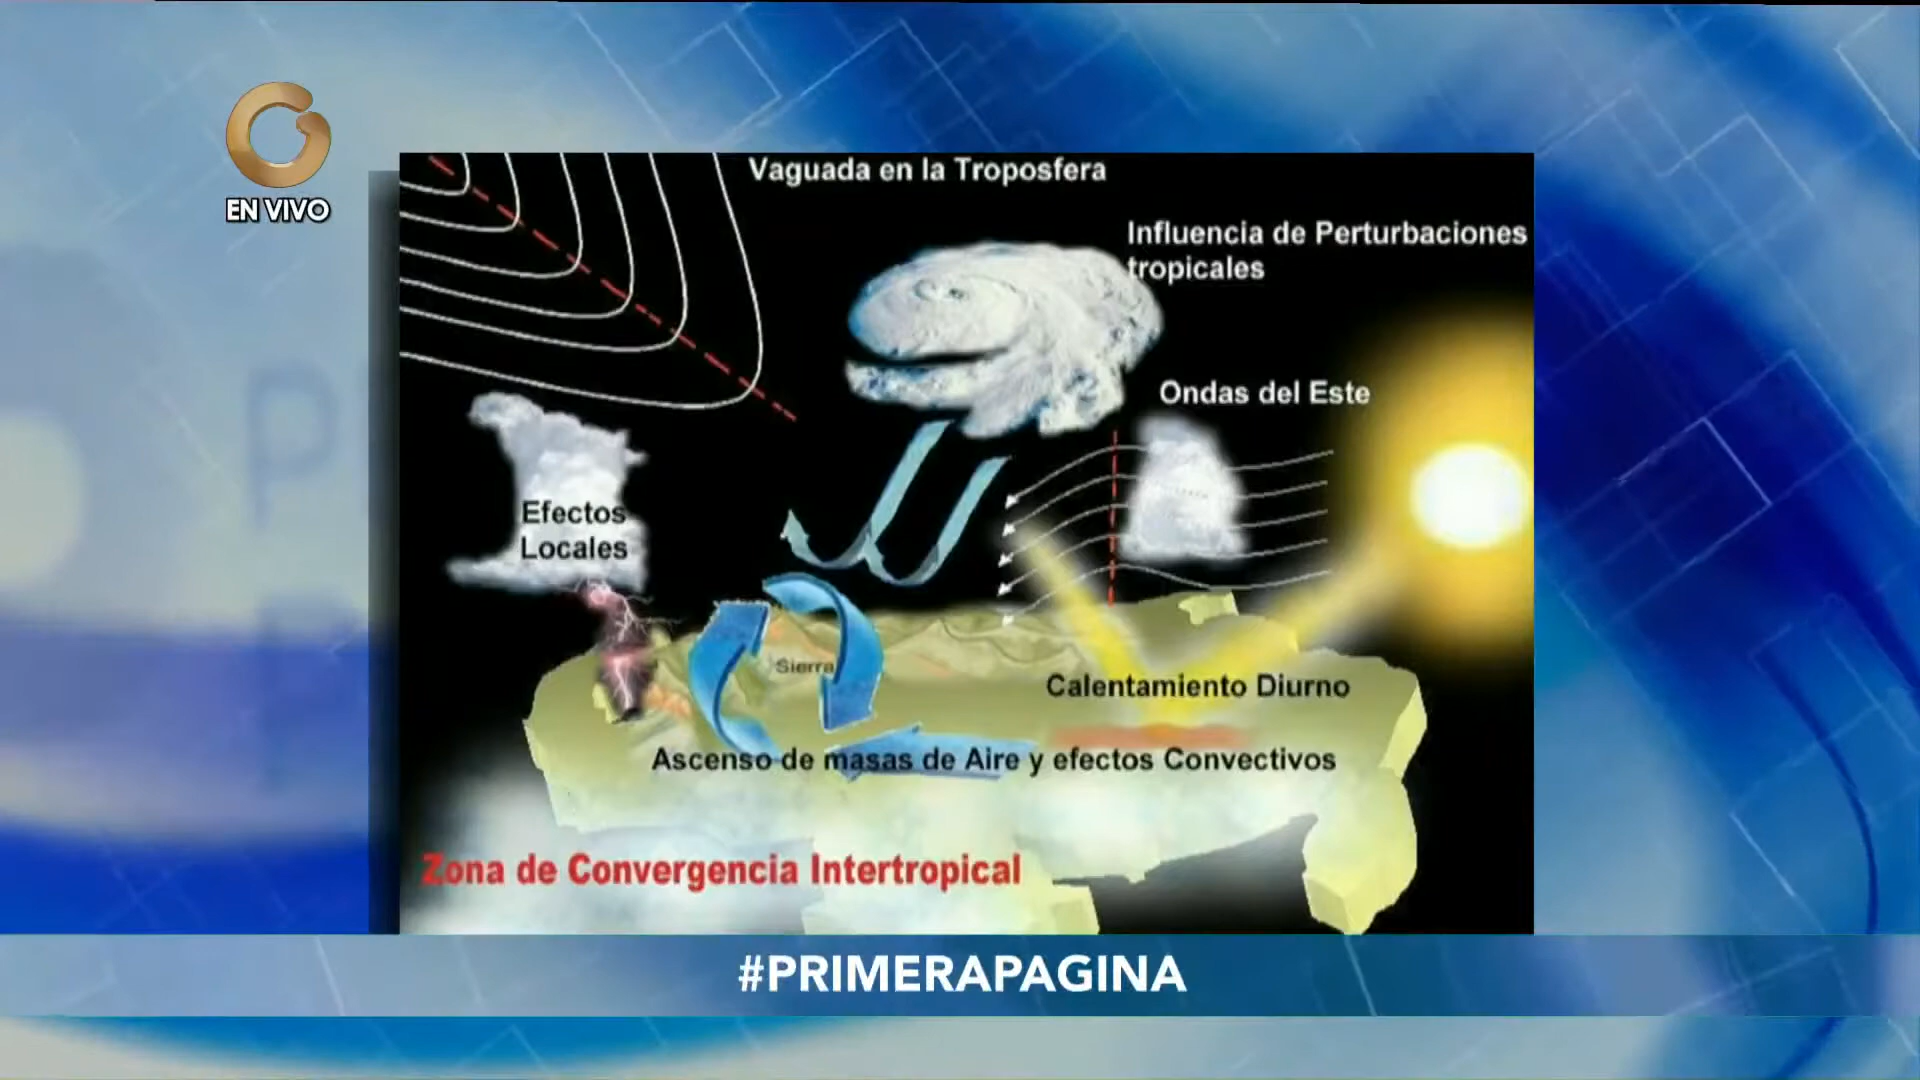 EN VIVO
Vaguada en la Troposfera
Influencia de Perturbaciones
tropicales
Ondas del Este
Efectos
Locales
Sierra
Calentamiento Diurno
Ascenso de masas de Aire y efectos Convectivos
Zona de Convergencia Intertropical
#PRIMERAPAGINA